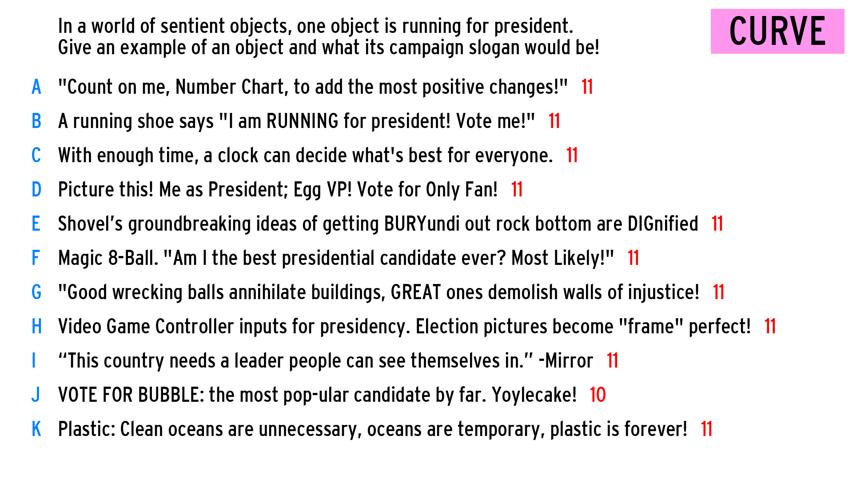 In a world of sentient objects, one object is running for president.
Give an example of an object and what its campaign slogan would be!
CURVE
A "Count on me, Number Chart, to add the most positive changes!" 11
B A running shoe says "I am RUNNING for president! Vote me!" 11
C With enough time, a clock can decide what's best for everyone. 11
D Picture this! Me as President; Egg VP! Vote for Only Fan! 11
E Shovel’s groundbreaking ideas of getting BURYundi out rock bottom are DIGnified 11
F Magic 8-Ball. "Am I the best presidential candidate ever? Most Likely!" 11
G "Good wrecking balls annihilate buildings, GREAT ones demolish walls of injustice! 11
H Video Game Controller inputs for presidency. Election pictures become "frame" perfect! 11
I “This country needs a leader people can see themselves in.” -Mirror 11
J VOTE FOR BUBBLE: the most pop-ular candidate by far. Yoylecake! 10
K Plastic: Clean oceans are unnecessary, oceans are temporary, plastic is forever! 11